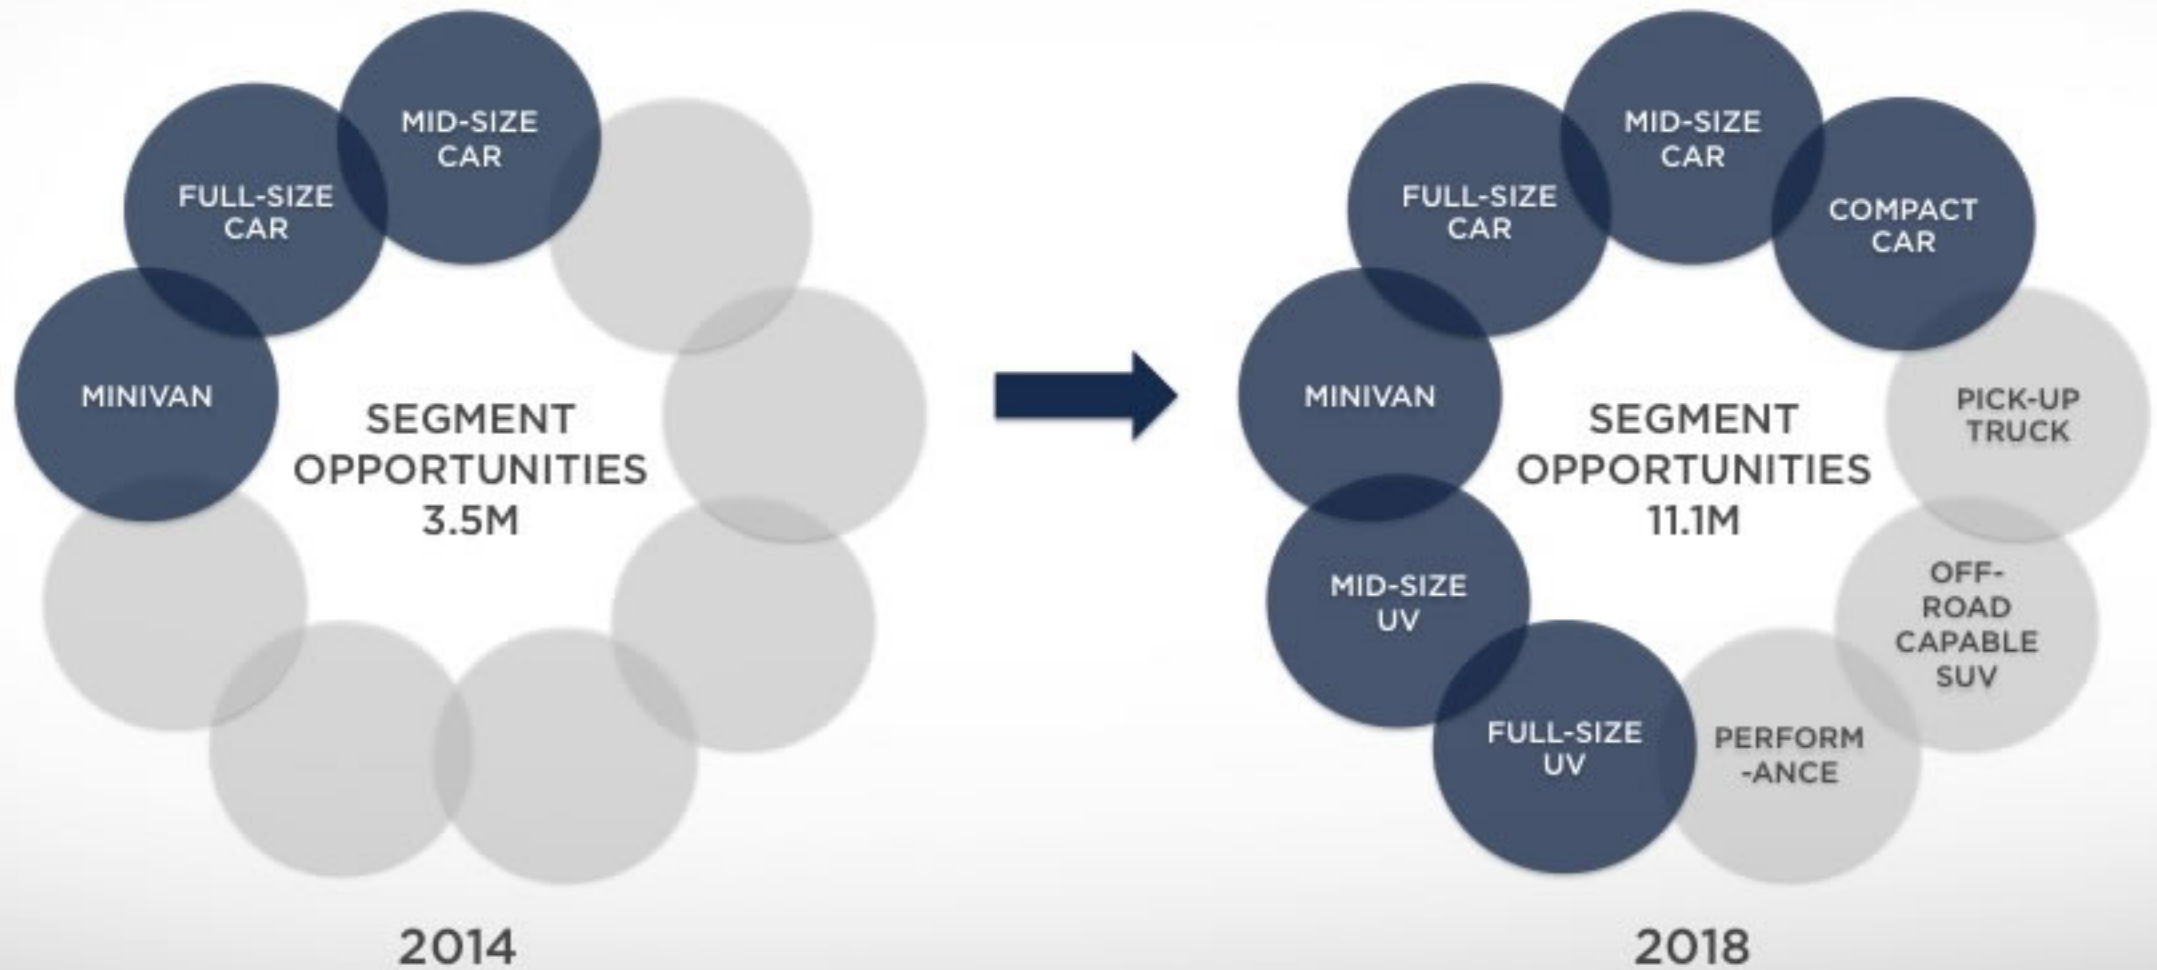 MID-SIZE
CAR
FULL-SIZE
CAR
MINIVAN
SEGMENT
OPPORTUNITIES
3.5M
2014
MID-SIZE
CAR
FULL-SIZE
CAR
COMPACT
CAR
MINIVAN
SEGMENT
OPPORTUNITIES
11.1M
PICK-UP
TRUCK
MID-SIZE
UV
OFF-
ROAD
CAPABLE
SUV
FULL-SIZE
UV
PERFORM
-ANCE
2018